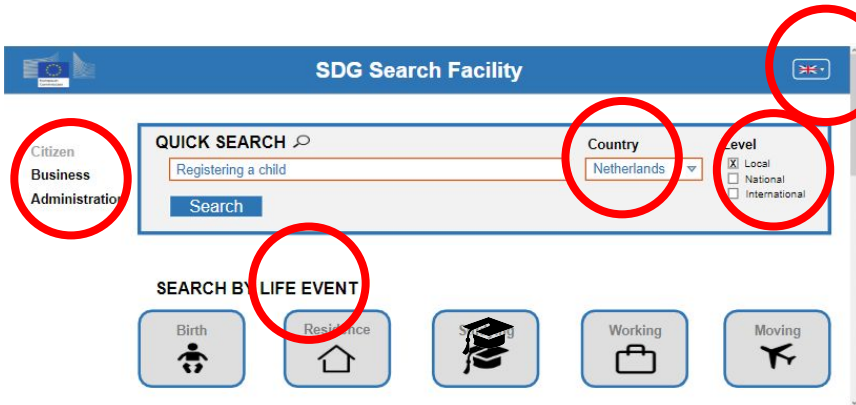 SDG Search Facility
Citizen
Business
Administration
QUICK SEARCH
Registering a child
Search
Country
Netherlands
Level
X Local
National
International
SEARCH BY LIFE EVENT
Birth
Residence
Working
Moving